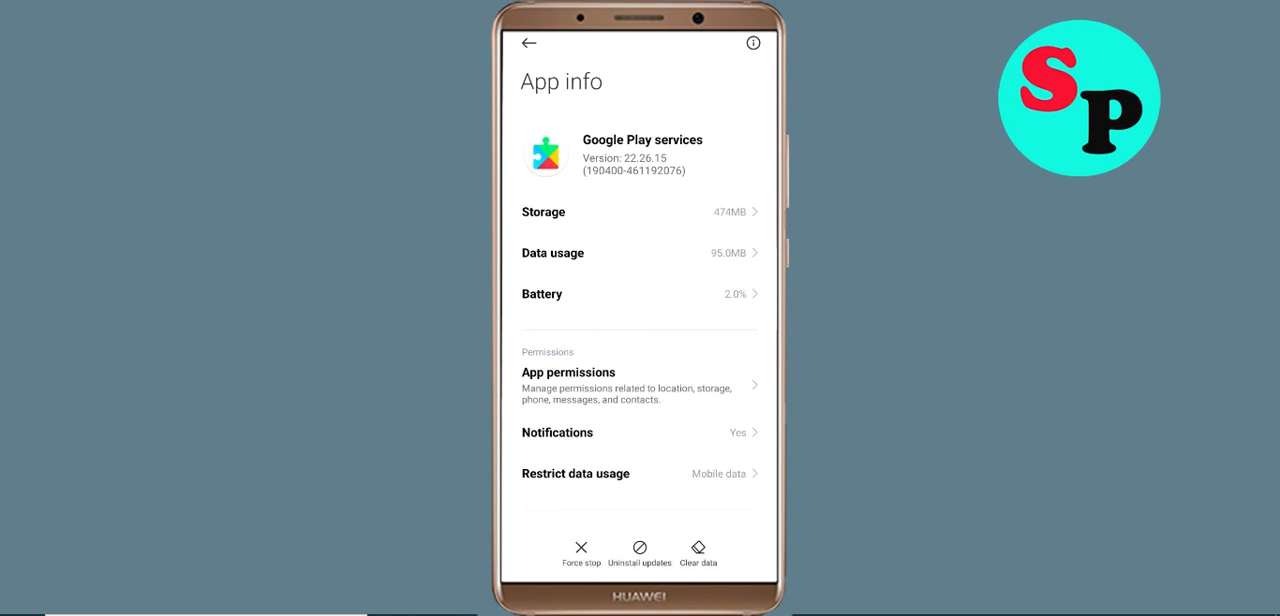 App info
Google Play services
Version: 22.26.15
(190400-461192076)
Storage 474MB
Data usage 95.0MB
Battery 2.0%
Permissions
App permissions
Manage permissions related to location, storage,
phone, messages, and contacts.
Notifications Yes
Restrict data usage Mobile data
Force stop Uninstall updates Clear data
HUAWEI
SP